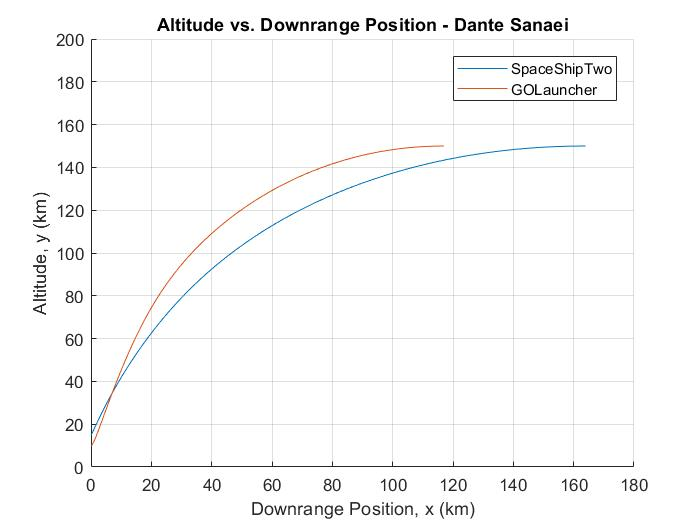 Altitude vs. Downrange Position - Dante Sanaei
SpaceShipTwo
GOLauncher
200
180
160
140
120
100
80
60
40
20
0
Altitude, y (km)
0 20 40 60 80 100 120 140 160 180
Downrange Position, x (km)